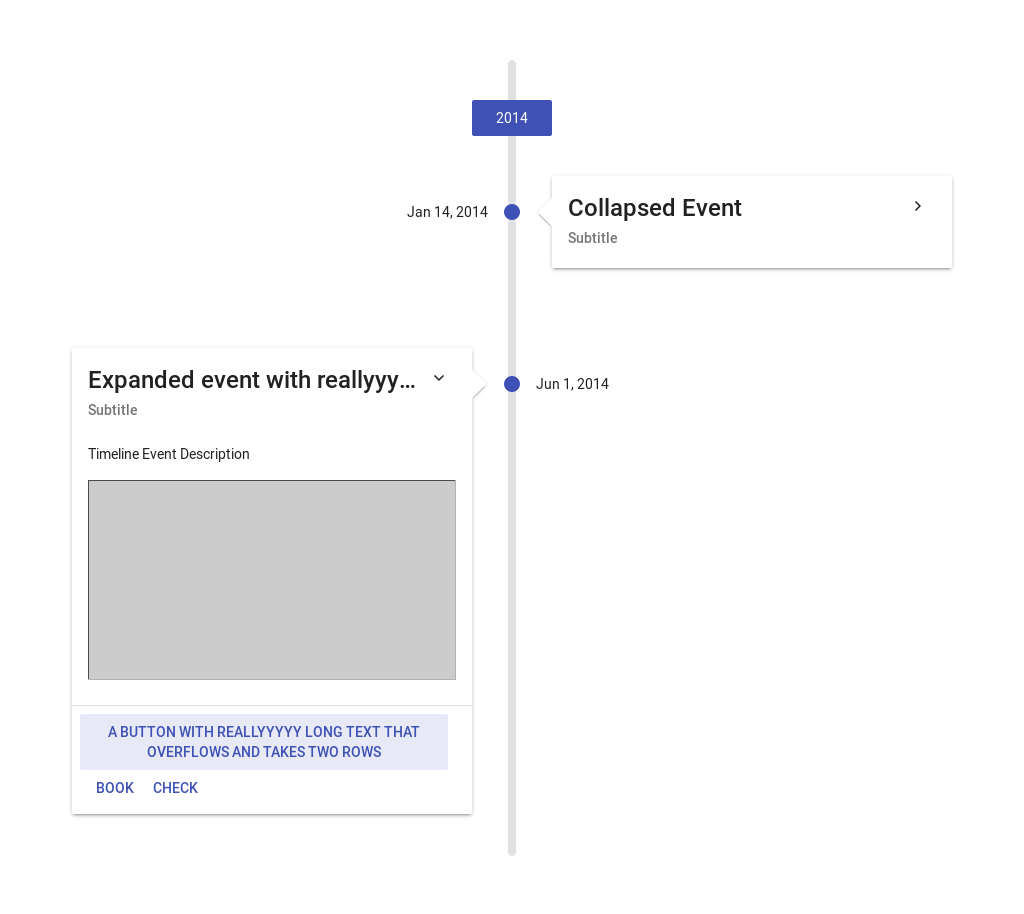 2014
Jan 14, 2014
Collapsed Event
Subtitle
Expanded event with reallyyy...
Subtitle
Jun 1, 2014
Timeline Event Description
A BUTTON WITH REALLYYYYY LONG TEXT THAT
OVERFLOWS AND TAKES TWO ROWS
BOOK CHECK